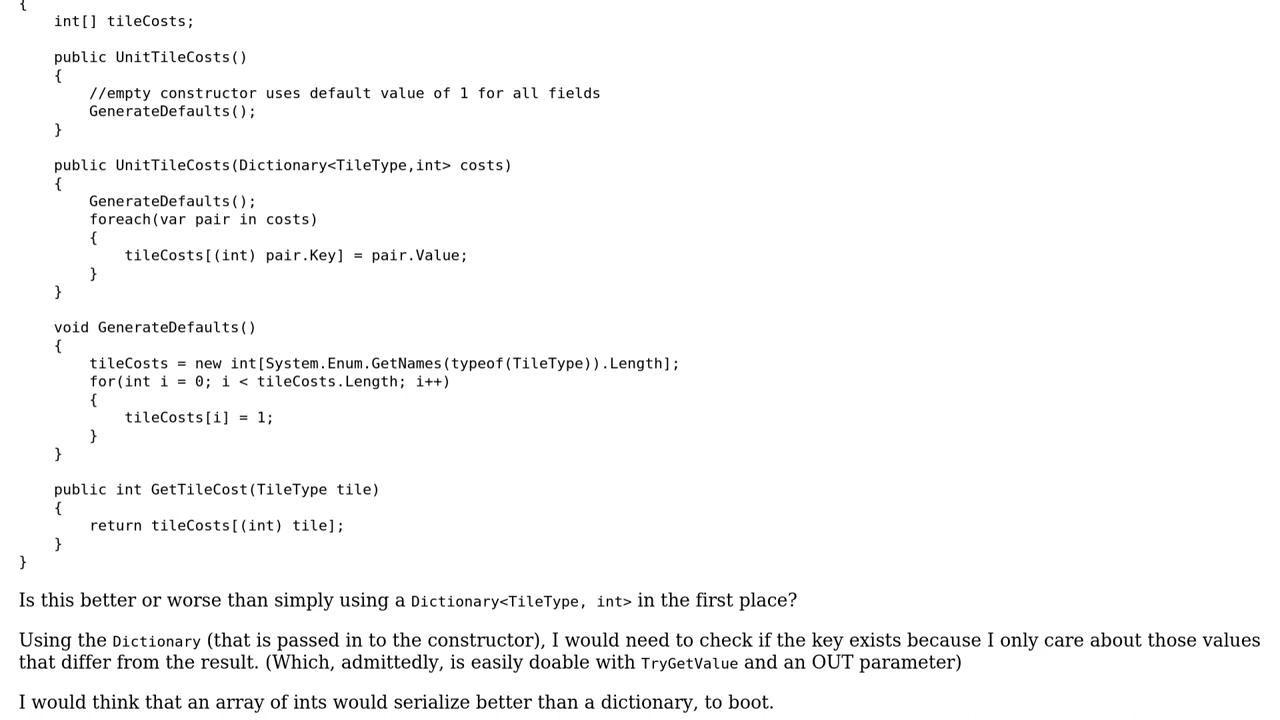 {
    int[] tileCosts;

    public UnitTileCosts()
    {
        //empty constructor uses default value of 1 for all fields
        GenerateDefaults();
    }

    public UnitTileCosts(Dictionary<TileType,int> costs)
    {
        GenerateDefaults();
        foreach(var pair in costs)
        {
            tileCosts[(int) pair.Key] = pair.Value;
        }
    }

    void GenerateDefaults()
    {
        tileCosts = new int[System.Enum.GetNames(typeof(TileType)).Length];
        for(int i = 0; i < tileCosts.Length; i++)
        {
            tileCosts[i] = 1;
        }
    }

    public int GetTileCost(TileType tile)
    {
        return tileCosts[(int) tile];
    }
}
Is this better or worse than simply using a Dictionary<TileType, int> in the first place?
Using the Dictionary (that is passed in to the constructor), I would need to check if the key exists because I only care about those values
that differ from the result. (Which, admittedly, is easily doable with TryGetValue and an OUT parameter)
I would think that an array of ints would serialize better than a dictionary, to boot.